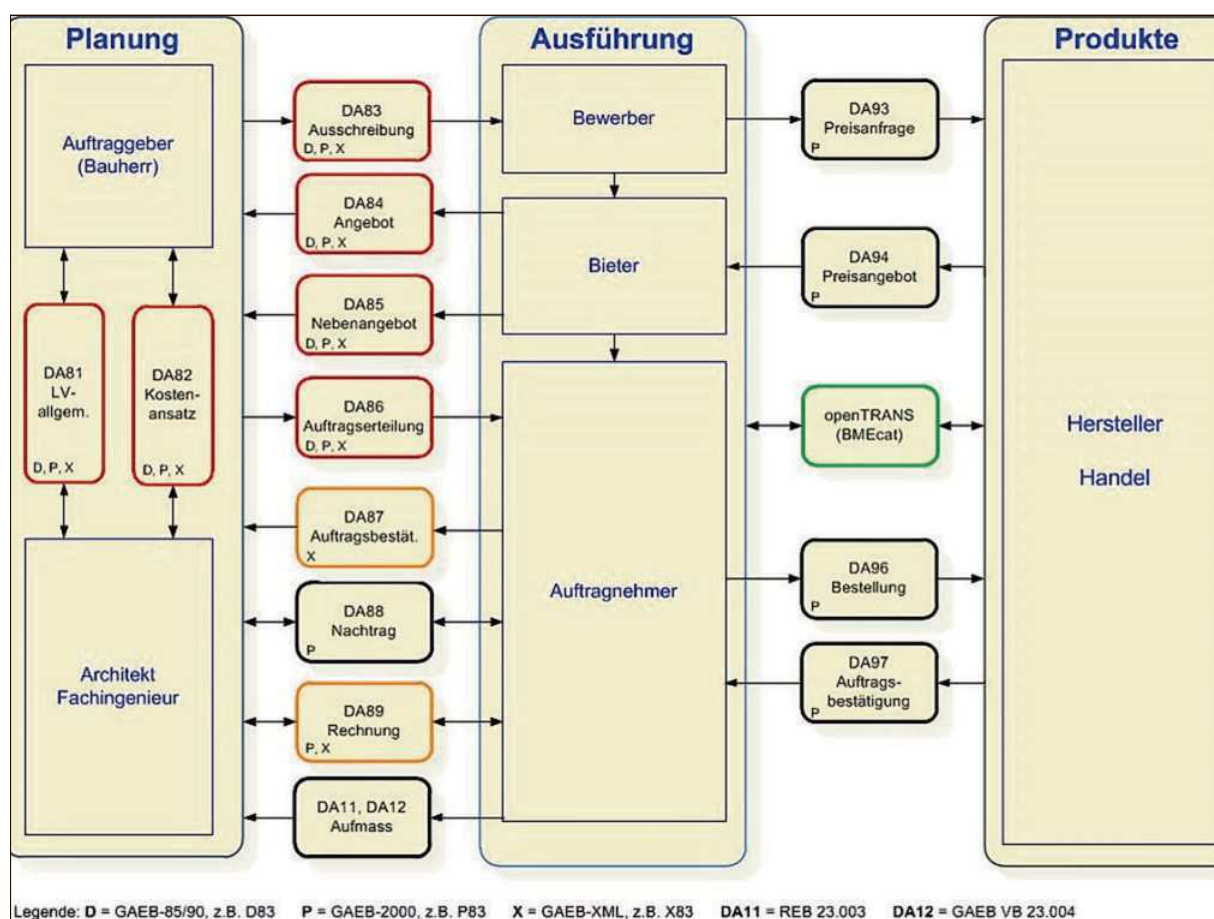 Planung
Auftraggeber
(Bauherr)
DA81
LV-
allgem.
D, P, X
DA82
Kosten-
ansatz
D, P, X
Architekt
Fachingenieur
DA83
Ausschreibung
D, P, X
DA84
Angebot
D, P, X
DA85
Nebenangebot
D, P, X
DA86
Auftragserteilung
D, P, X
DA87
Auftragsbestät.
X
DA88
Nachtrag
P
DA89
Rechnung
P, X
DA11, DA12
Aufmass
Ausführung
Bewerber
Bieter
Auftragnehmer
DA93
Preisanfrage
P
DA94
Preisangebot
P
openTRANS
(BMEcat)
DA96
Bestellung
P
DA97
Auftrags-
bestätigung
P
Produkte
Hersteller
Handel
Legende: D = GAEB-85/90, z.B. D83 P = GAEB-2000, z.B. P83 X = GAEB-XML, z.B. X83 DA11 = REB 23.003 DA12 = GAEB VB 23.004